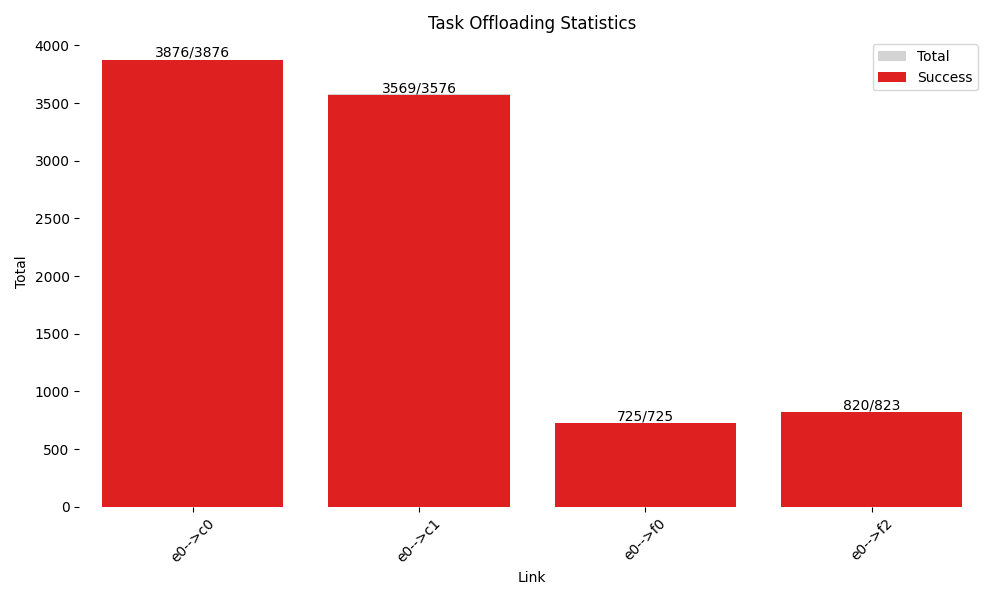 Task Offloading Statistics
Total
Success
4000
3500
3000
2500
2000
1500
1000
500
0
Total
3876/3876
3569/3576
725/725
820/823
e0-->c0
e0-->c1
e0-->f0
e0-->f2
Link